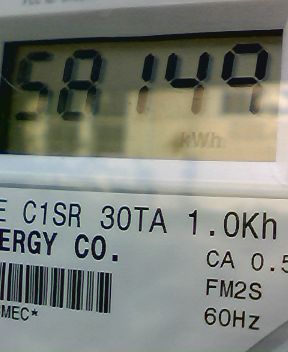 58149
kWh
E C1SR 30TA 1.0Kh
ERGY CO.
CA 0.5
FM2S
MEC*
60Hz